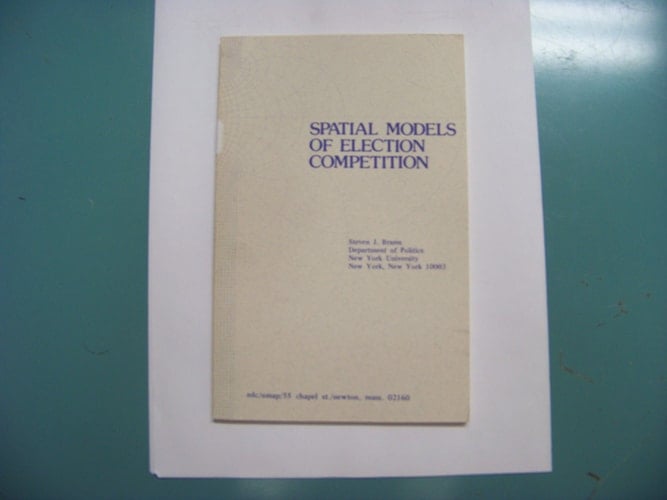 SPATIAL MODELS
OF ELECTION
COMPETITION
Steven J. Brams
Department of Politics
New York University
New York, New York 10003
edc/umap/55 chapel st./newton, mass. 02160